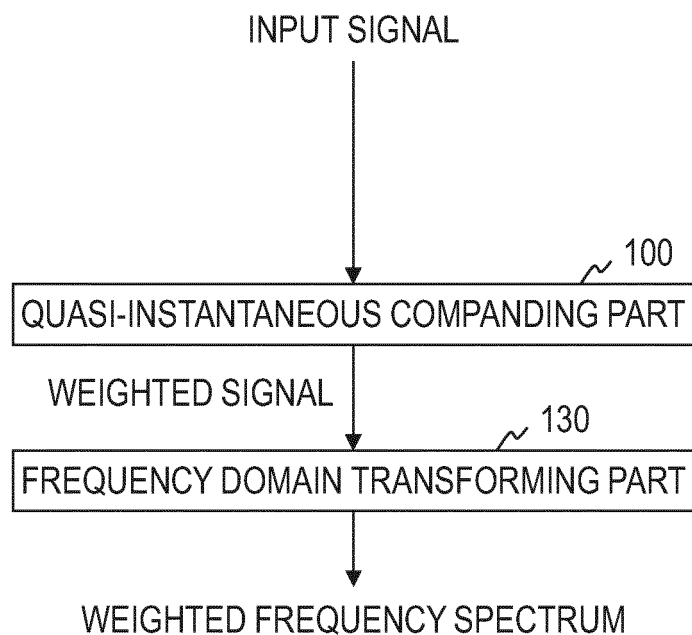 INPUT SIGNAL
100
QUASI-INSTANTANEOUS COMPANDING PART
WEIGHTED SIGNAL
130
FREQUENCY DOMAIN TRANSFORMING PART
WEIGHTED FREQUENCY SPECTRUM